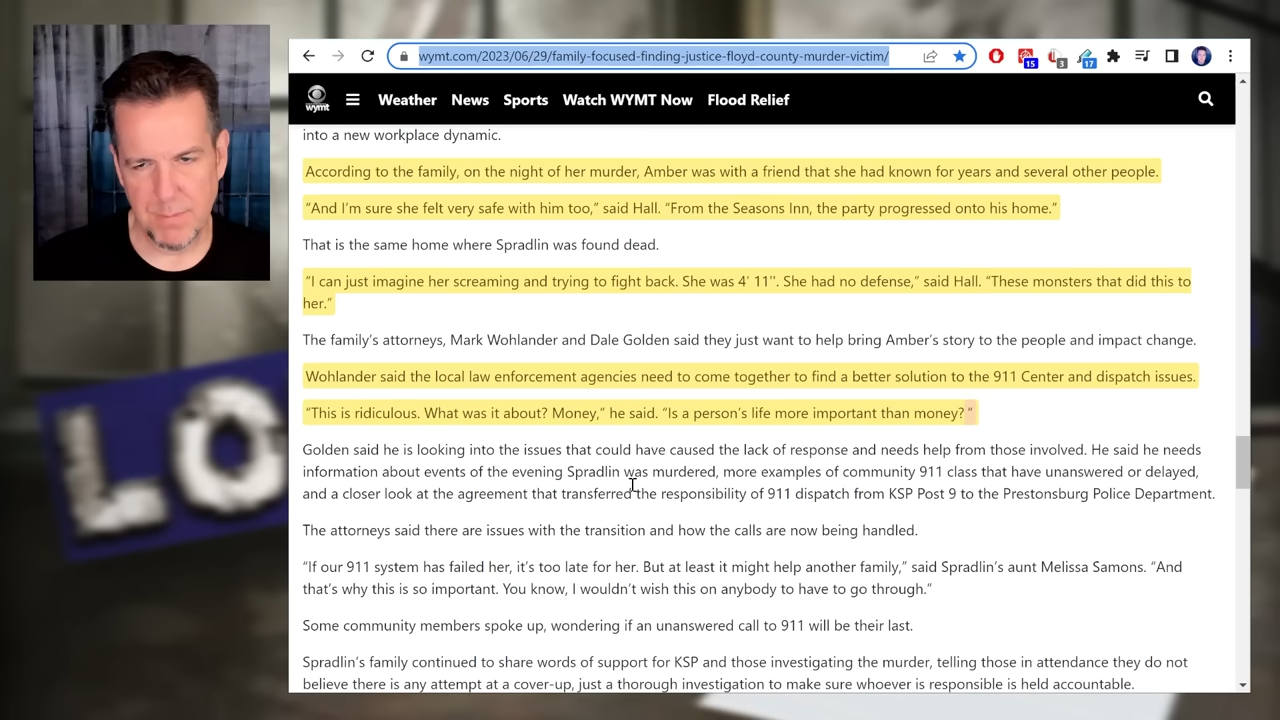 wymt.com/2023/06/29/family-focused-finding-justice-floyd-county-murder-victim/
15
3
17
wymt
Weather News Sports Watch WYMT Now Flood Relief
into a new workplace dynamic.
According to the family, on the night of her murder, Amber was with a friend that she had known for years and several other people.
“And I’m sure she felt very safe with him too,” said Hall. “From the Seasons Inn, the party progressed onto his home.”
That is the same home where Spradlin was found dead.
“I can just imagine her screaming and trying to fight back. She was 4’ 11’’. She had no defense,” said Hall. “These monsters that did this to
her.”
The family’s attorneys, Mark Wohlander and Dale Golden said they just want to help bring Amber’s story to the people and impact change.
Wohlander said the local law enforcement agencies need to come together to find a better solution to the 911 Center and dispatch issues.
“This is ridiculous. What was it about? Money,” he said. “Is a person’s life more important than money? ”
Golden said he is looking into the issues that could have caused the lack of response and needs help from those involved. He said he needs
information about events of the evening Spradlin was murdered, more examples of community 911 class that have unanswered or delayed,
and a closer look at the agreement that transferred the responsibility of 911 dispatch from KSP Post 9 to the Prestonsburg Police Department.
The attorneys said there are issues with the transition and how the calls are now being handled.
“If our 911 system has failed her, it’s too late for her. But at least it might help another family,” said Spradlin’s aunt Melissa Samons. “And
that’s why this is so important. You know, I wouldn’t wish this on anybody to have to go through.”
Some community members spoke up, wondering if an unanswered call to 911 will be their last.
Spradlin’s family continued to share words of support for KSP and those investigating the murder, telling those in attendance they do not
believe there is any attempt at a cover-up, just a thorough investigation to make sure whoever is responsible is held accountable.
LO